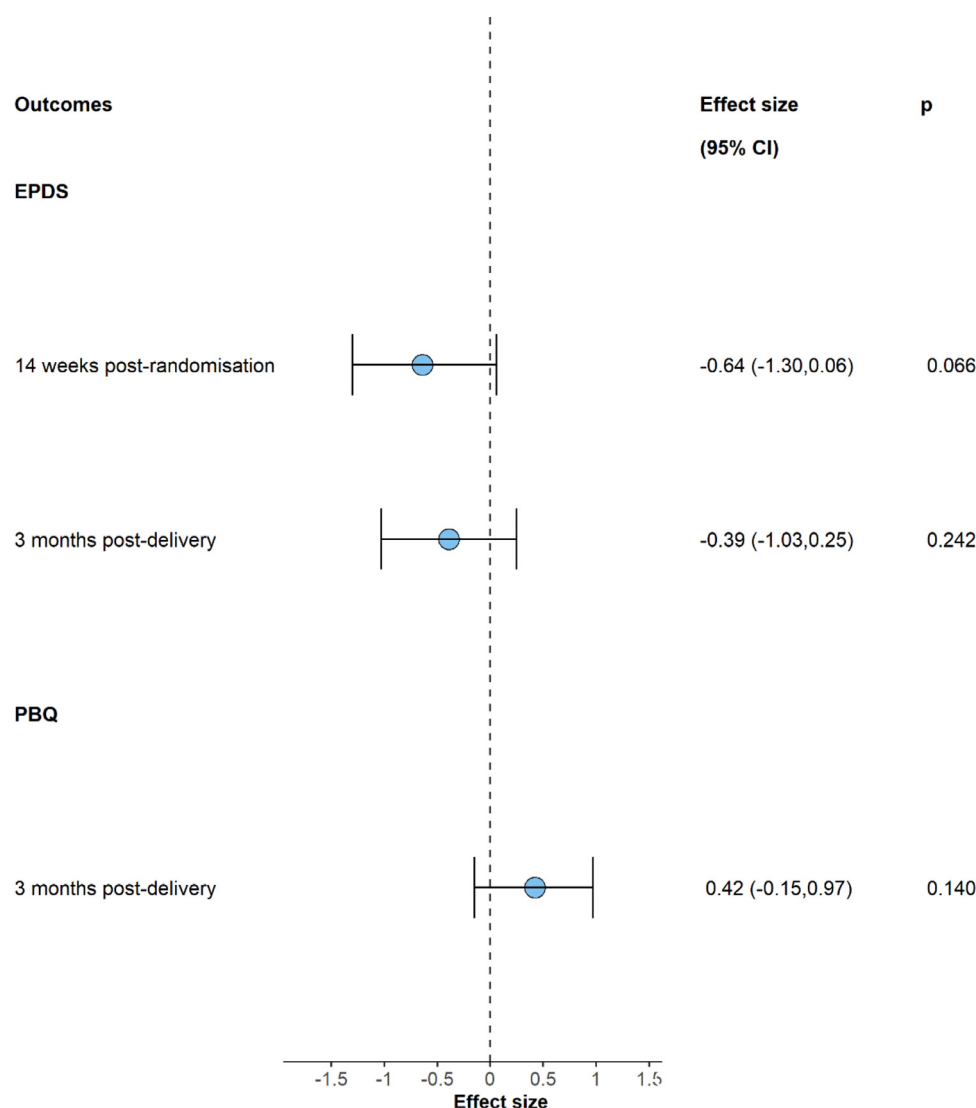 Outcomes Effect size p
(95% CI)
EPDS
14 weeks post-randomisation -0.64 (-1.30,0.06) 0.066
3 months post-delivery -0.39 (-1.03,0.25) 0.242
PBQ
3 months post-delivery 0.42 (-0.15,0.97) 0.140
-1.5 -1 -0.5 0 0.5 1 1.5
Effect size